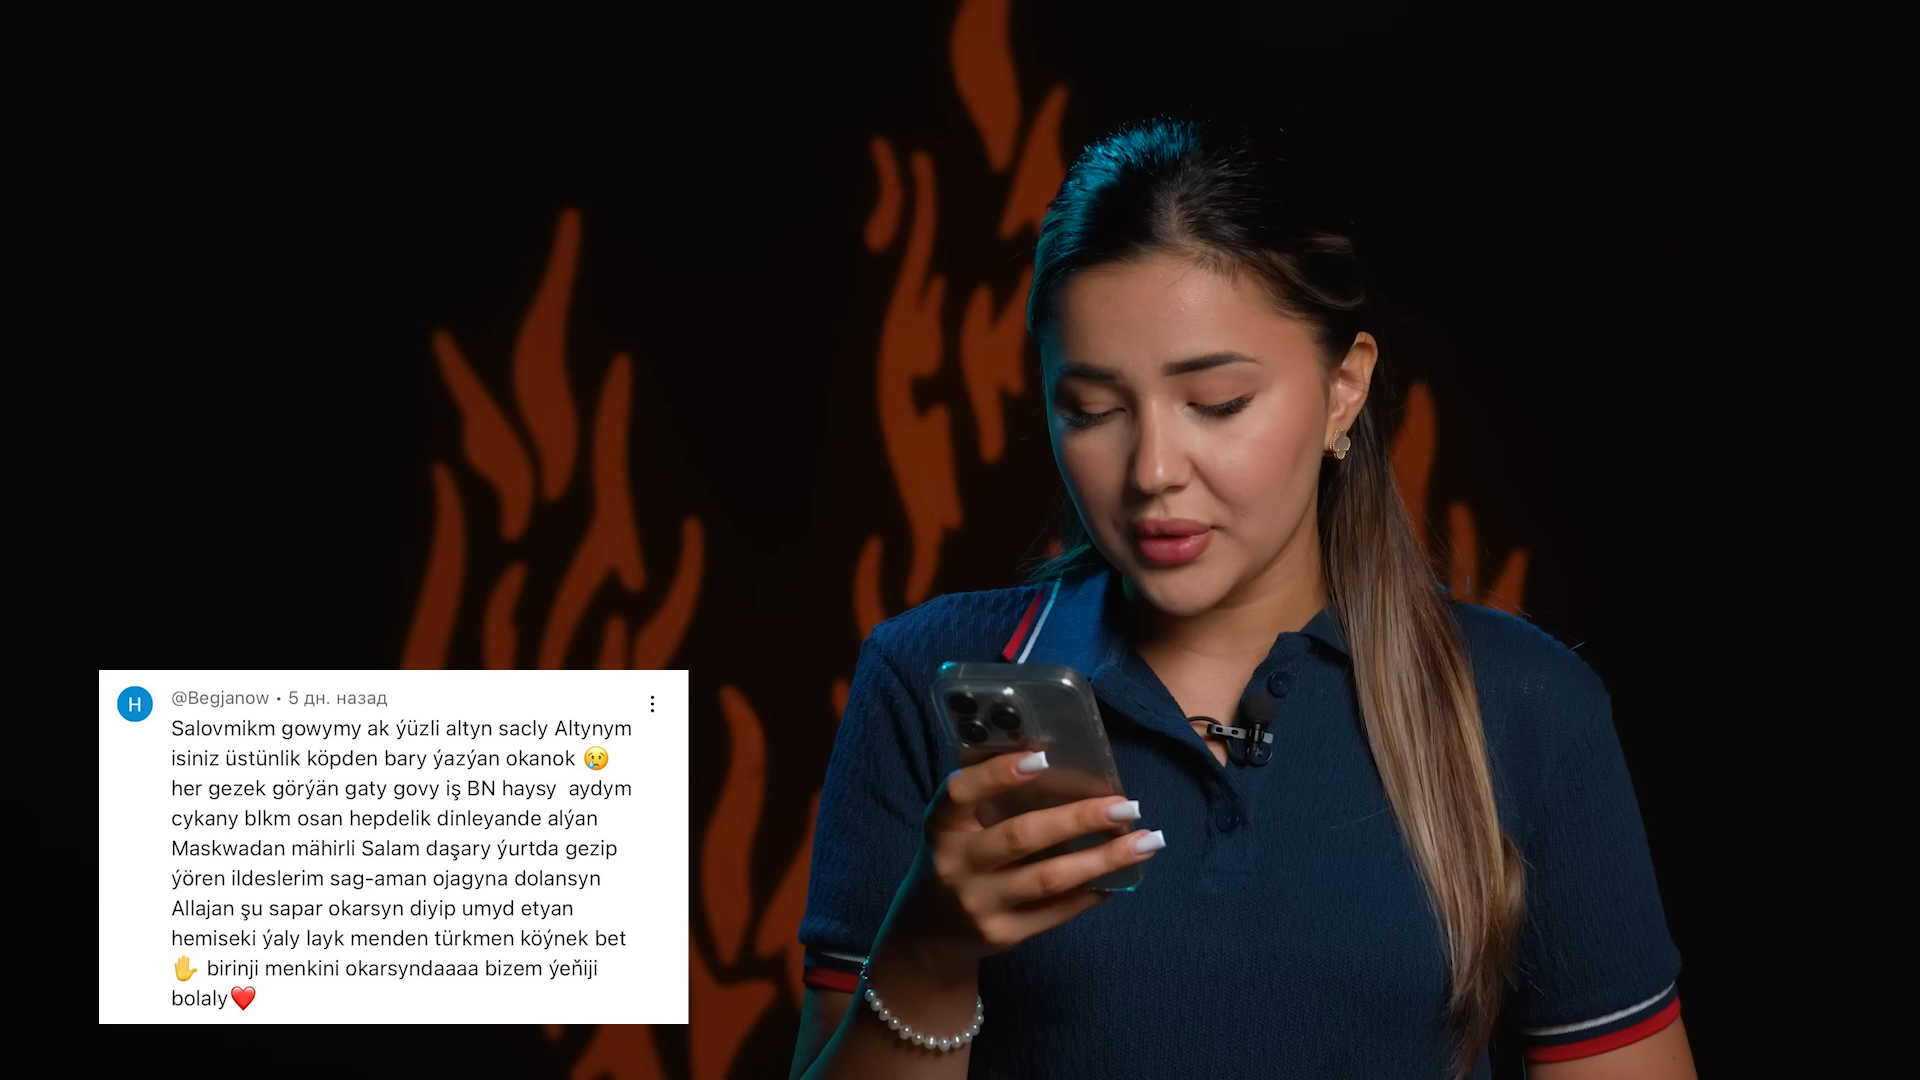 H
@Begjanow • 5 дн. назад
Salovmikm gowymy ak ýüzli altyn sacly Altynym
isiniz üstünlik köpden bary ýazýan okanok 😢
her gezek görýän gaty govy iş BN haysy aydym
cykany blkm osan hepdelik dinleyande alýan
Maskwadan mähirli Salam daşary ýurtda gezip
ýören ildeslerim sag-aman ojagyna dolansyn
Allajan şu sapar okarsyn diyip umyd etyan
hemiseki ýaly layk menden türkmen köýnek bet
✋ birinji menkini okarsyndaaaa bizem ýeňiji
bolaly❤️